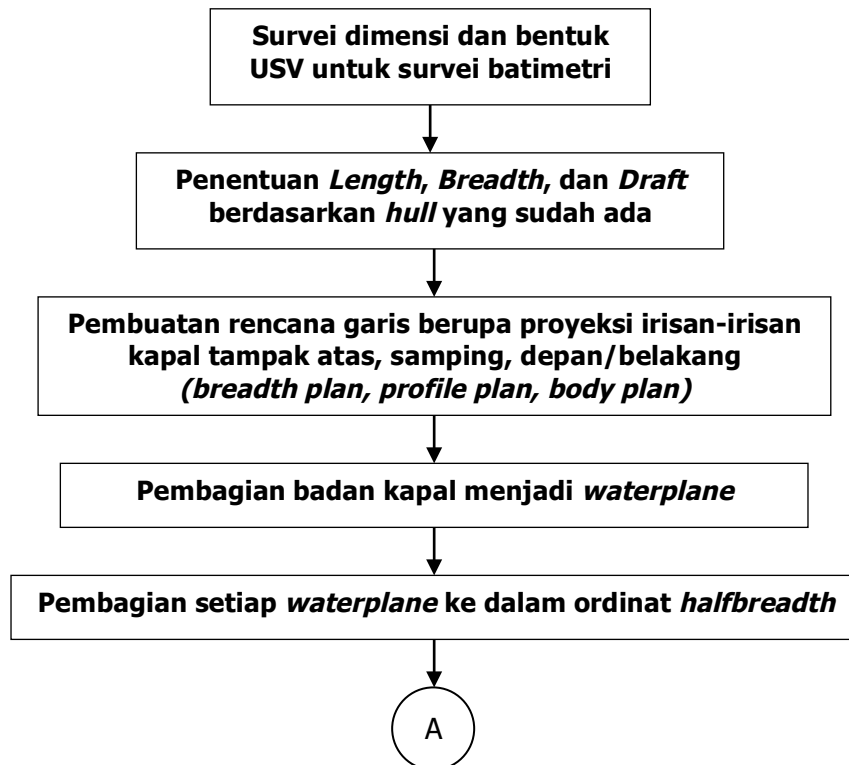 Survei dimensi dan bentuk
USV untuk survei batimetri
Penentuan Length, Breadth, dan Draft
berdasarkan hull yang sudah ada
Pembuatan rencana garis berupa proyeksi irisan-irisan
kapal tampak atas, samping, depan/belakang
(breadth plan, profile plan, body plan)
Pembagian badan kapal menjadi waterplane
Pembagian setiap waterplane ke dalam ordinat halfbreadth
A